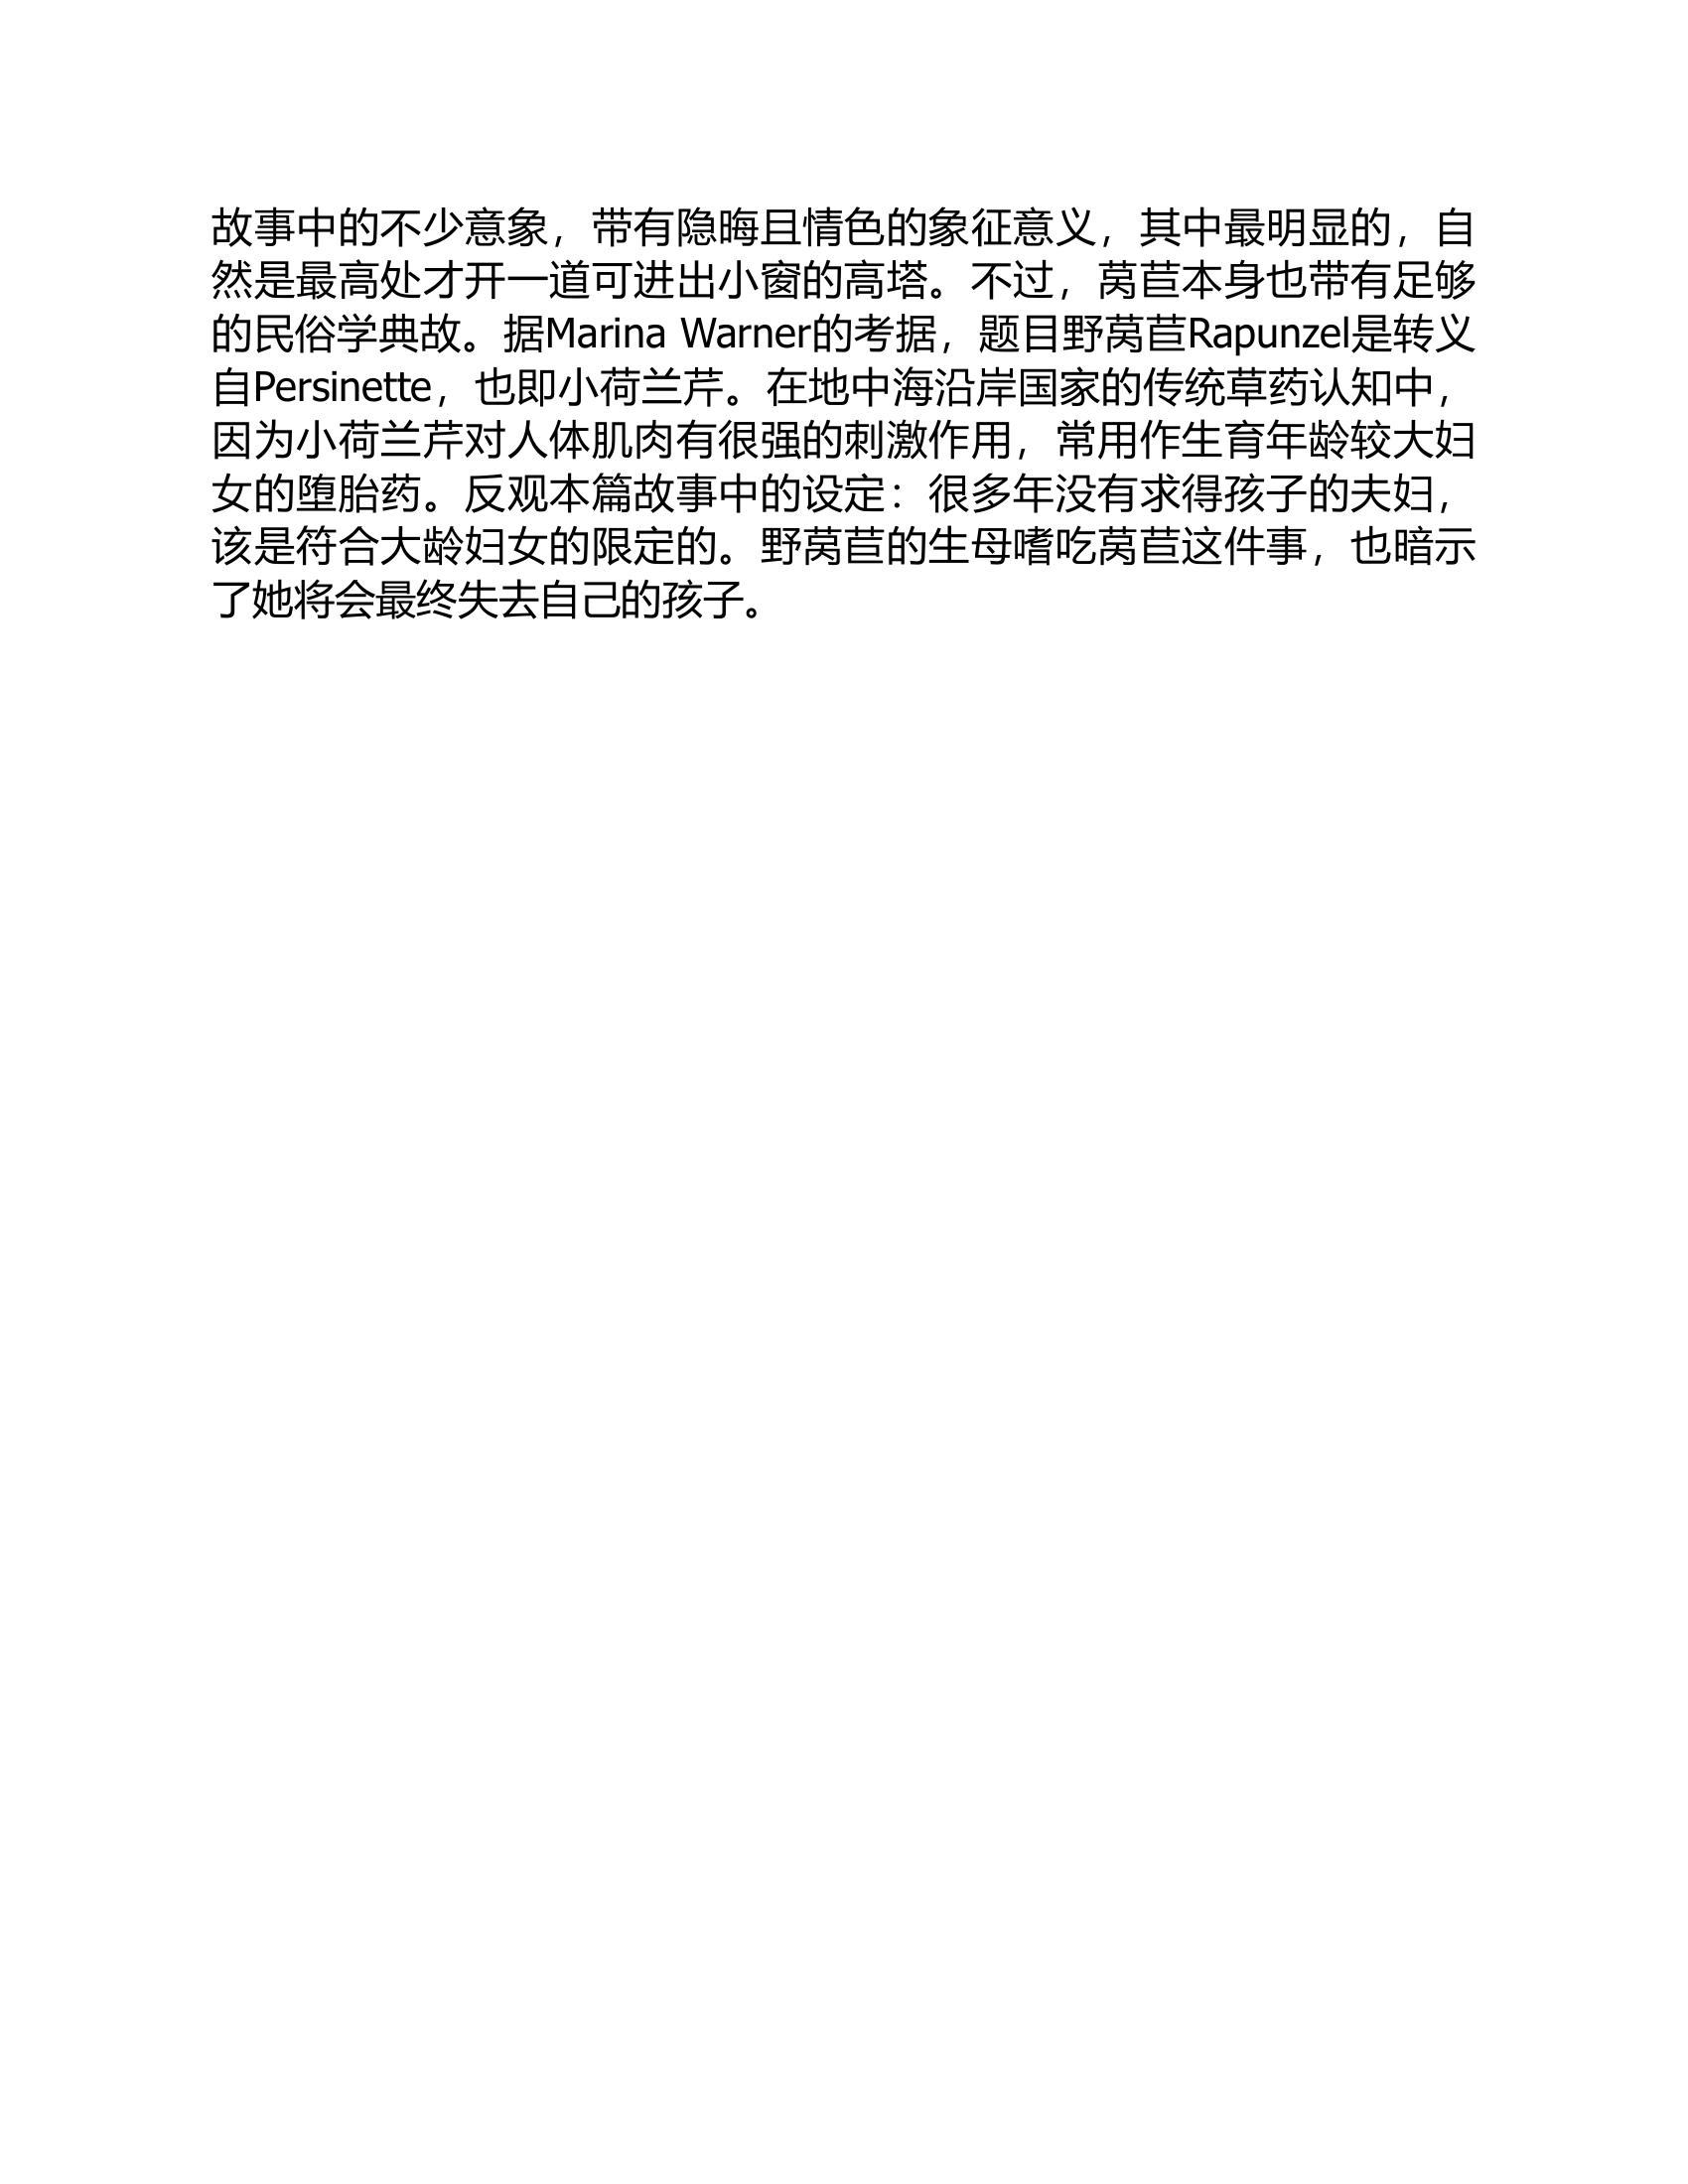 故事中的不少意象，带有隐晦且情色的象征意义，其中最明显的，自
然是最高处才开一道可进出小窗的高塔。不过，莴苣本身也带有足够
的民俗学典故。据Marina Warner的考据，题目野莴苣Rapunzel是转义
自Persinette，也即小荷兰芹。在地中海沿岸国家的传统草药认知中，
因为小荷兰芹对人体肌肉有很强的刺激作用，常用作生育年龄较大妇
女的堕胎药。反观本篇故事中的设定：很多年没有求得孩子的夫妇，
该是符合大龄妇女的限定的。野莴苣的生母嗜吃莴苣这件事，也暗示
了她将会最终失去自己的孩子。